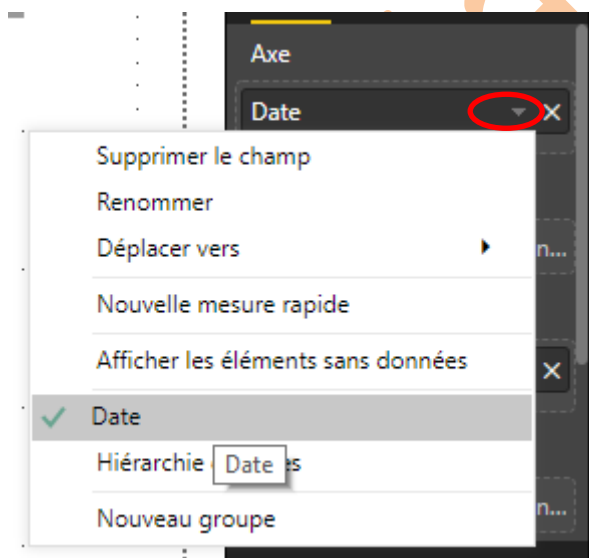 Axe
Date
Supprimer le champ
Renommer
Déplacer vers
n...
Nouvelle mesure rapide
Afficher les éléments sans données
Date
Hiérarchie
Date
es
Nouveau groupe
n...